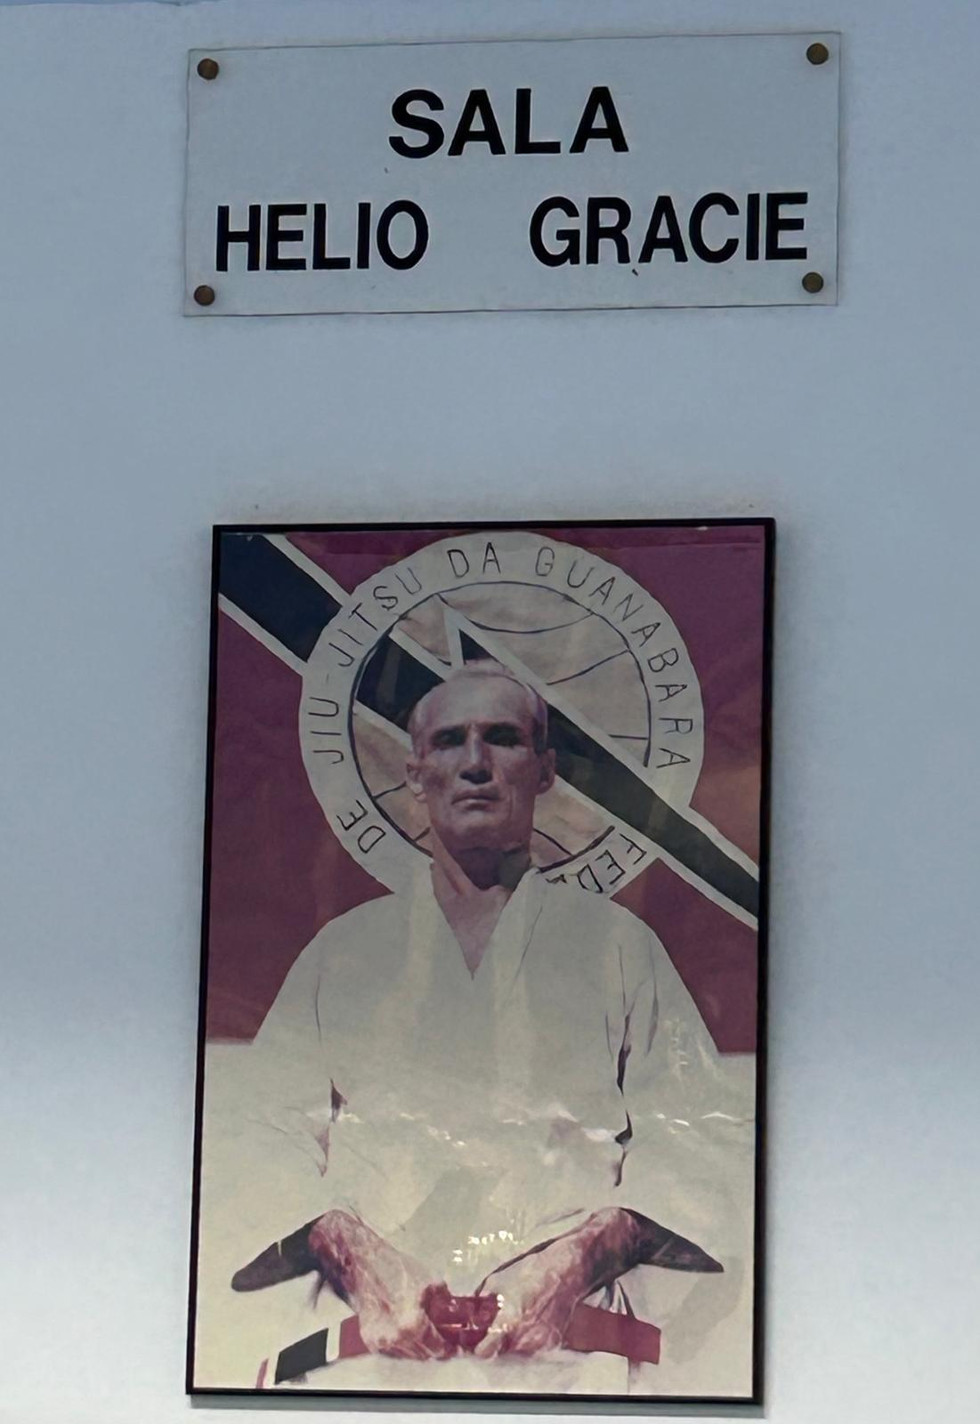 SALA
HELIO GRACIE
DE JIU-JITSU DA GUANABARA